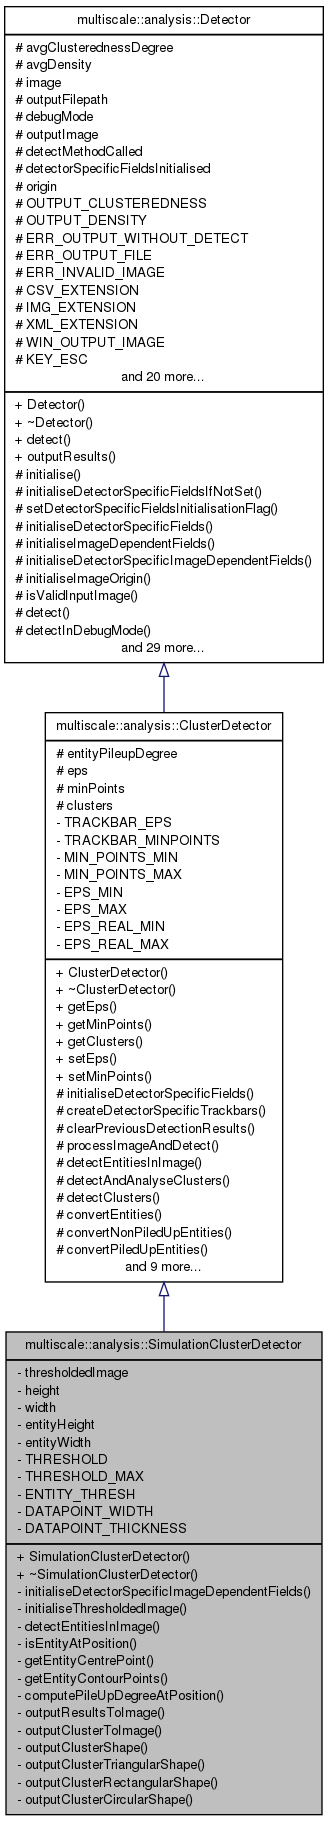 multiscale::analysis::Detector
# avgClusterednessDegree
# avgDensity
# image
# outputFilepath
# debugMode
# outputImage
# detectMethodCalled
# detectorSpecificFieldsInitialised
# origin
# OUTPUT_CLUSTEREDNESS
# OUTPUT_DENSITY
# ERR_OUTPUT_WITHOUT_DETECT
# ERR_OUTPUT_FILE
# ERR_INVALID_IMAGE
# CSV_EXTENSION
# IMG_EXTENSION
# XML_EXTENSION
# WIN_OUTPUT_IMAGE
# KEY_ESC
and 20 more...
+ Detector()
+ ~Detector()
+ detect()
+ outputResults()
# initialise()
# initialiseDetectorSpecificFieldsIfNotSet()
# setDetectorSpecificFieldsInitialisationFlag()
# initialiseDetectorSpecificFields()
# initialiseImageDependentFields()
# initialiseDetectorSpecificImageDependentFields()
# initialiseImageOrigin()
# isValidInputImage()
# detect()
# detectInDebugMode()
and 29 more...
multiscale::analysis::ClusterDetector
# entityPileupDegree
# eps
# minPoints
# clusters
- TRACKBAR_EPS
- TRACKBAR_MINPOINTS
- MIN_POINTS_MIN
- MIN_POINTS_MAX
- EPS_MIN
- EPS_MAX
- EPS_REAL_MIN
- EPS_REAL_MAX
+ ClusterDetector()
+ ~ClusterDetector()
+ getEps()
+ getMinPoints()
+ getClusters()
+ setEps()
+ setMinPoints()
# initialiseDetectorSpecificFields()
# createDetectorSpecificTrackbars()
# clearPreviousDetectionResults()
# processImageAndDetect()
# detectEntitiesInImage()
# detectAndAnalyseClusters()
# detectClusters()
# convertEntities()
# convertNonPiledUpEntities()
# convertPiledUpEntities()
and 9 more...
multiscale::analysis::SimulationClusterDetector
- thresholdedImage
- height
- width
- entityHeight
- entityWidth
- THRESHOLD
- THRESHOLD_MAX
- ENTITY_THRESH
- DATAPOINT_WIDTH
- DATAPOINT_THICKNESS
+ SimulationClusterDetector()
+ ~SimulationClusterDetector()
- initialiseDetectorSpecificImageDependentFields()
- initialiseThresholdedImage()
- detectEntitiesInImage()
- isEntityAtPosition()
- getEntityCentrePoint()
- getEntityContourPoints()
- computePileUpDegreeAtPosition()
- outputResultsToImage()
- outputClusterToImage()
- outputClusterShape()
- outputClusterTriangularShape()
- outputClusterRectangularShape()
- outputClusterCircularShape()